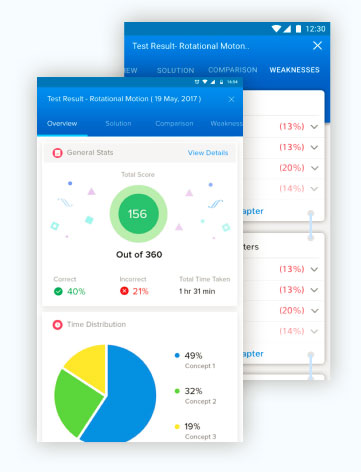 12:30
Test Result- Rotational Moton..
EW SOLUTION COMPARISON WEAKNESSES
(13%)
(13%)
(20%)
(14%)
apter
ters
(13%)
(13%)
(20%)
(14%)
apter
Test Result - Rotational Motion ( 19 May, 2017 )
Overview Solution Comparison Weakness
General Stats View Details
Total Score
156
Out of 360
Correct Incorrect Total Time Taken
40% 21% 1 hr 31 min
Time Distribution
49%
Concept 1
32%
Concept 2
19%
Concept 3